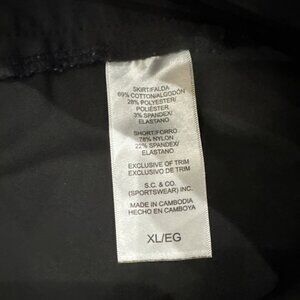 SKIRT/FALDA
69% COTTON/ALGODÓN
28% POLYESTER/
POLIÉSTER
3% SPANDEX/
ELASTANO
SHORT/FORRO
78% NYLON
22% SPANDEX/
ELASTANO
EXCLUSIVE OF TRIM
EXCLUSIVO DE TRIM
S.C. & CO.
(SPORTSWEAR) INC.
MADE IN CAMBODIA
HECHO EN CAMBOYA
XL/EG